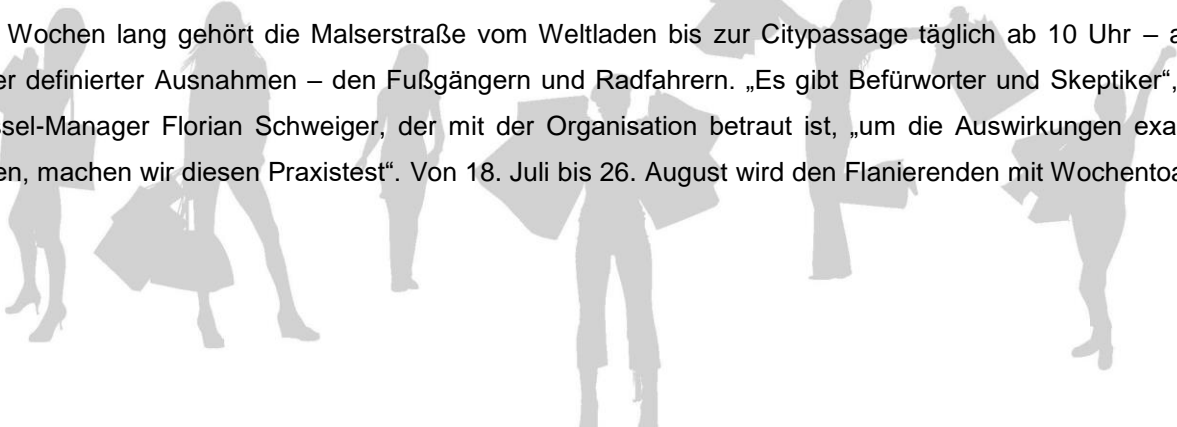 Wochen lang gehört die Malserstraße vom Weltladen bis zur Citypassage täglich ab 10 Uhr –
definierter Ausnahmen – den Fußgängern und Radfahrern. „Es gibt Befürworter und Skeptiker“,
ssel-Manager Florian Schweiger, der mit der Organisation betraut ist, „um die Auswirkungen exa
en, machen wir diesen Praxistest“. Von 18. Juli bis 26. August wird den Flanierenden mit Wochentoa